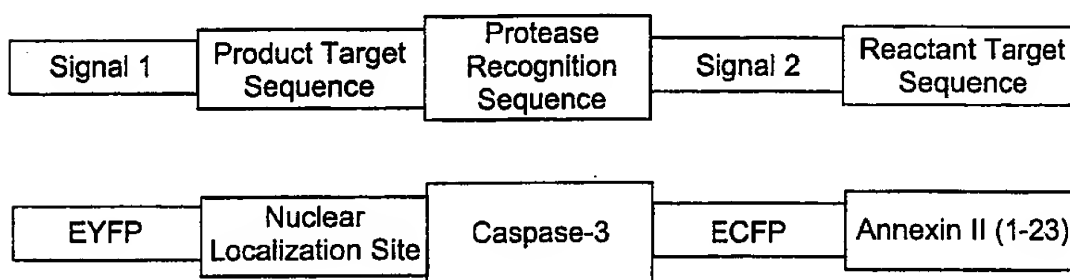 Signal 1
Product Target
Sequence
Protease
Recognition
Sequence
Signal 2
Reactant Target
Sequence
EYFP
Nuclear
Localization Site
Caspase-3
ECFP
Annexin II (1-23)